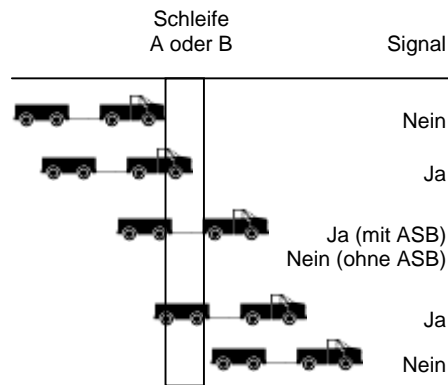 Schleife
A oder B
Signal
Nein
Ja
Ja (mit ASB)
Nein (ohne ASB)
Ja
Nein